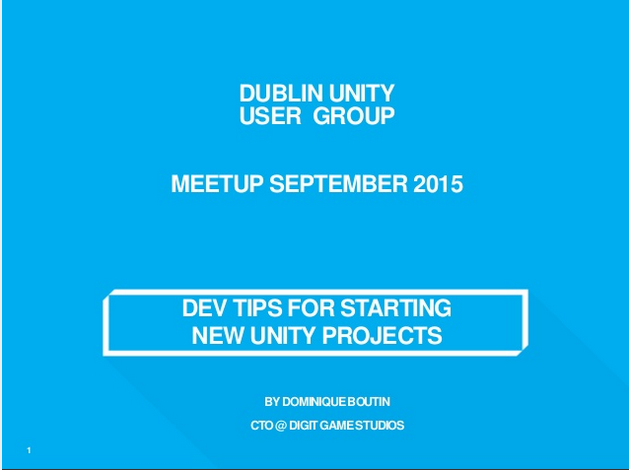 DUBLIN UNITY
USER GROUP
MEETUP SEPTEMBER 2015
DEV TIPS FOR STARTING
NEW UNITY PROJECTS
BY DOMINIQUE BOUTIN
CTO @ DIGIT GAME STUDIOS
1